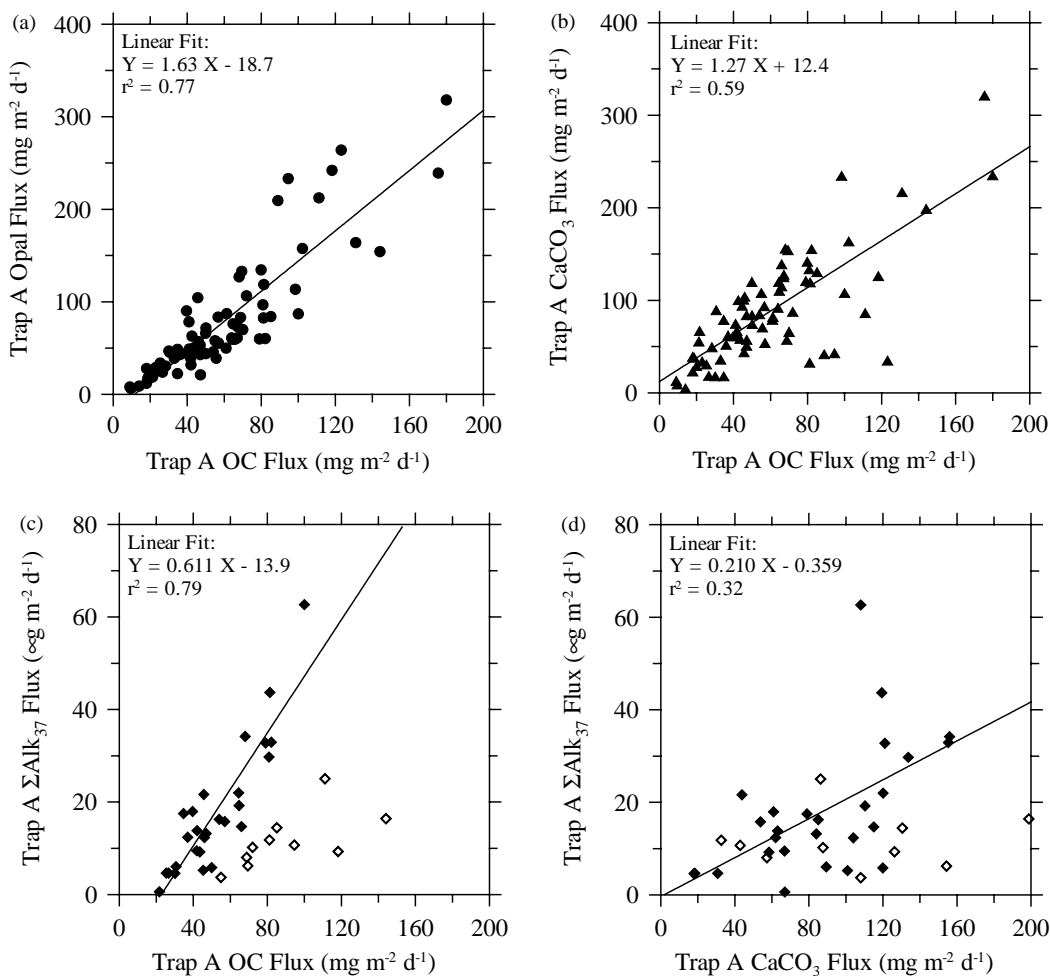 (a)
Linear Fit:
Y = 1.63 X - 18.7
r² = 0.77
400
300
200
100
0
Trap A Opal Flux (mg m⁻² d⁻¹)
0 40 80 120 160 200
Trap A OC Flux (mg m⁻² d⁻¹)
(b)
Linear Fit:
Y = 1.27 X + 12.4
r² = 0.59
400
300
200
100
0
Trap A CaCO₃ Flux (mg m⁻² d⁻¹)
0 40 80 120 160 200
Trap A OC Flux (mg m⁻² d⁻¹)
(c)
Linear Fit:
Y = 0.611 X - 13.9
r² = 0.79
80
60
40
20
0
Trap A ΣAlk₃₇ Flux (∝g m⁻² d⁻¹)
0 40 80 120 160 200
Trap A OC Flux (mg m⁻² d⁻¹)
(d)
Linear Fit:
Y = 0.210 X - 0.359
r² = 0.32
80
60
40
20
0
Trap A ΣAlk₃₇ Flux (∝g m⁻² d⁻¹)
0 40 80 120 160 200
Trap A CaCO₃ Flux (mg m⁻² d⁻¹)